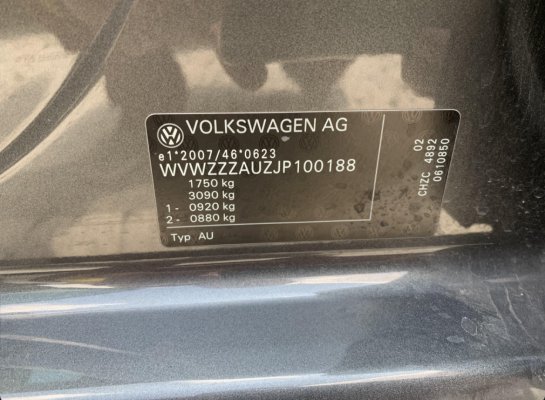 VOLKSWAGEN AG
e1*2007/46*0623
WVWZZZAUZJP100188
1750 kg
3090 kg
1 - 0920 kg
2 - 0880 kg
Typ AU
02
CHZC 4892
0610850